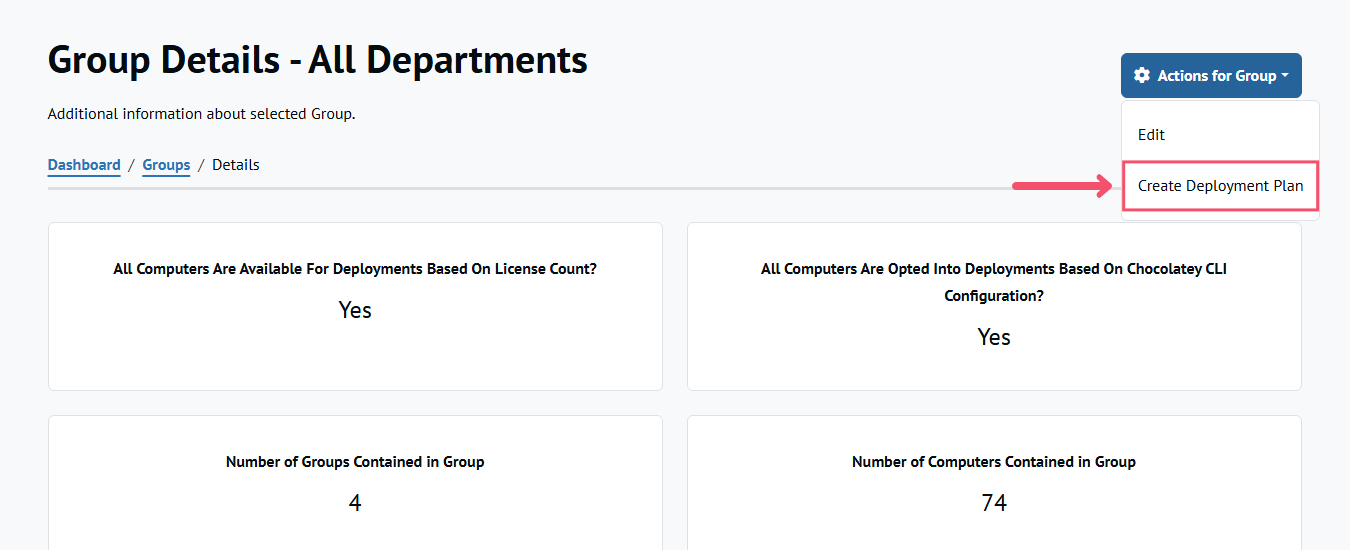 Group Details - All Departments
Actions for Group
Additional information about selected Group.
Edit
Dashboard / Groups / Details
Create Deployment Plan
All Computers Are Available For Deployments Based On License Count?
Yes
All Computers Are Opted Into Deployments Based On Chocolatey CLI
Configuration?
Yes
Number of Groups Contained in Group
4
Number of Computers Contained in Group
74